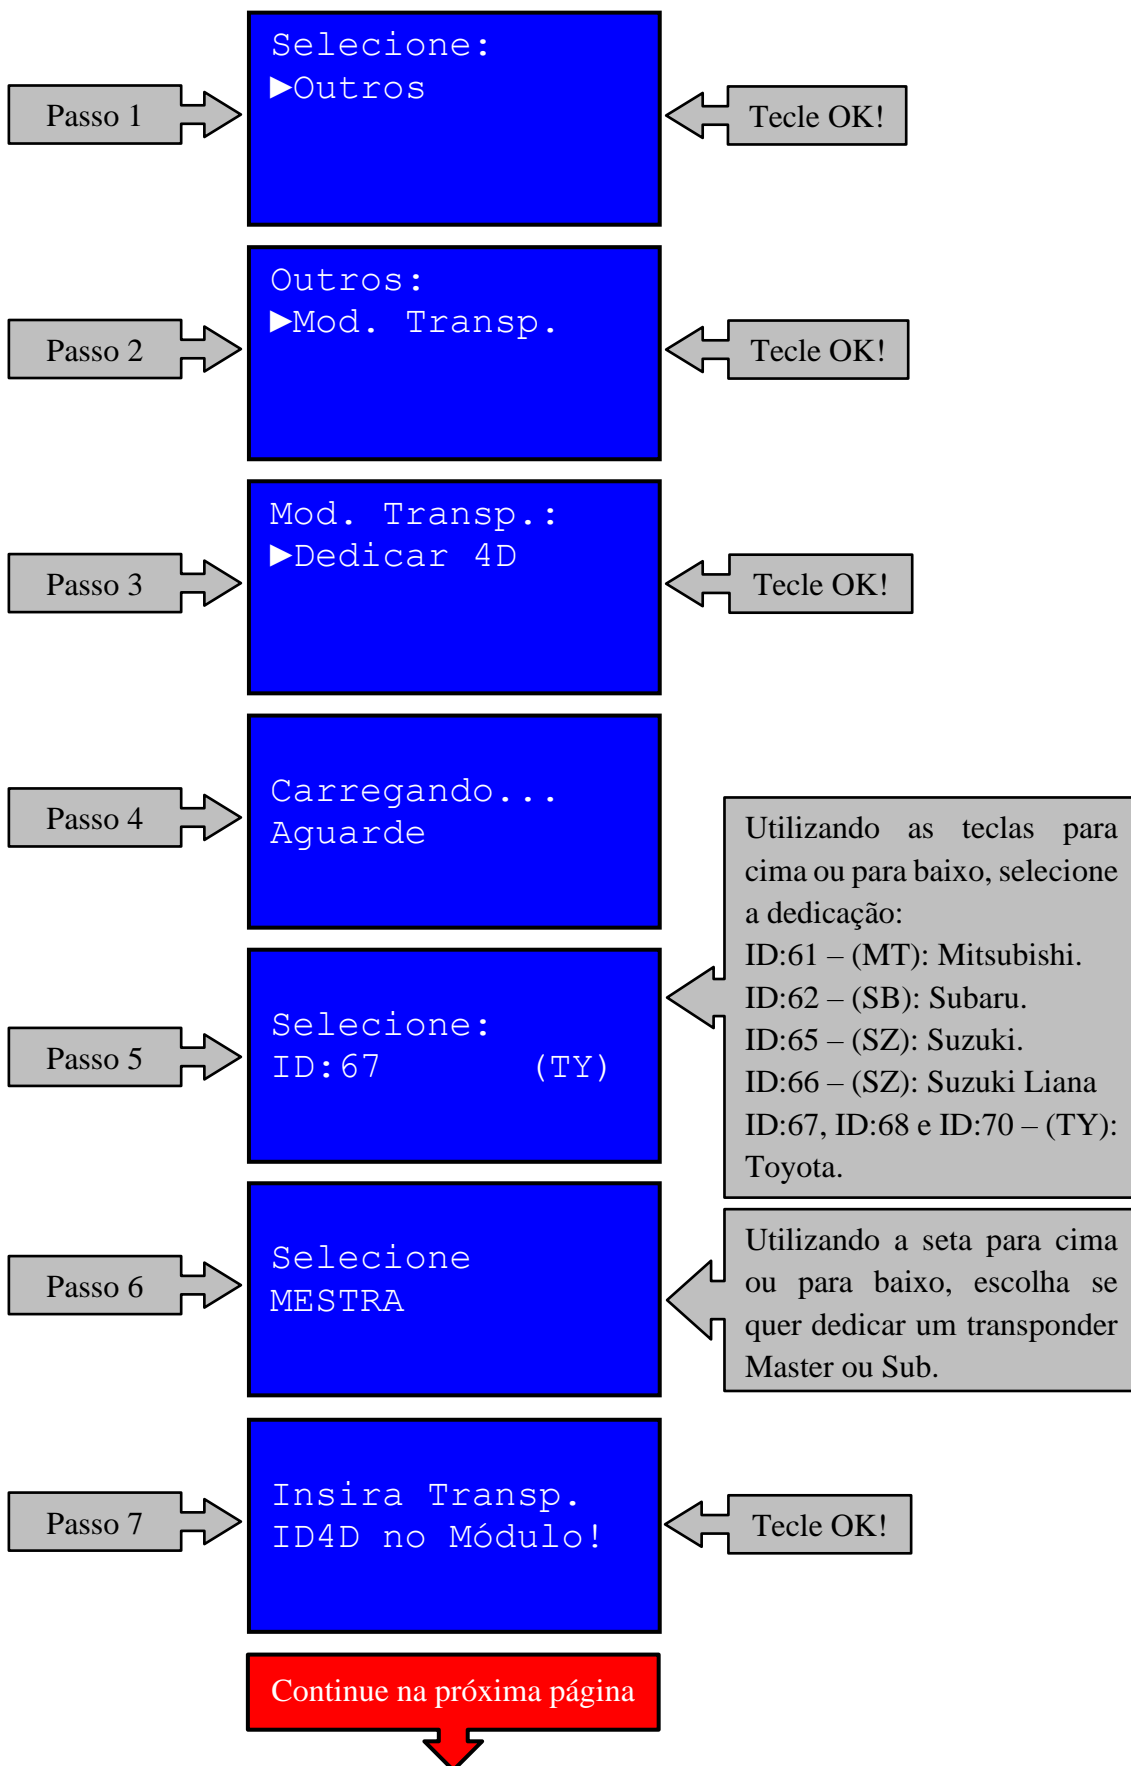 Passo 1
Selecione:
►Outros
Tecle OK!
Passo 2
Outros:
►Mod. Transp.
Tecle OK!
Passo 3
Mod. Transp.:
►Dedicar 4D
Tecle OK!
Passo 4
Carregando...
Aguarde
Passo 5
Selecione:
ID:67 (TY)
Utilizando as teclas para
cima ou para baixo, selecione
a dedicação:
ID:61 – (MT): Mitsubishi.
ID:62 – (SB): Subaru.
ID:65 – (SZ): Suzuki.
ID:66 – (SZ): Suzuki Liana
ID:67, ID:68 e ID:70 – (TY):
Toyota.
Passo 6
Selecione
MESTRA
Utilizando a seta para cima
ou para baixo, escolha se
quer dedicar um transponder
Master ou Sub.
Passo 7
Insira Transp.
ID4D no Módulo!
Tecle OK!
Continue na próxima página